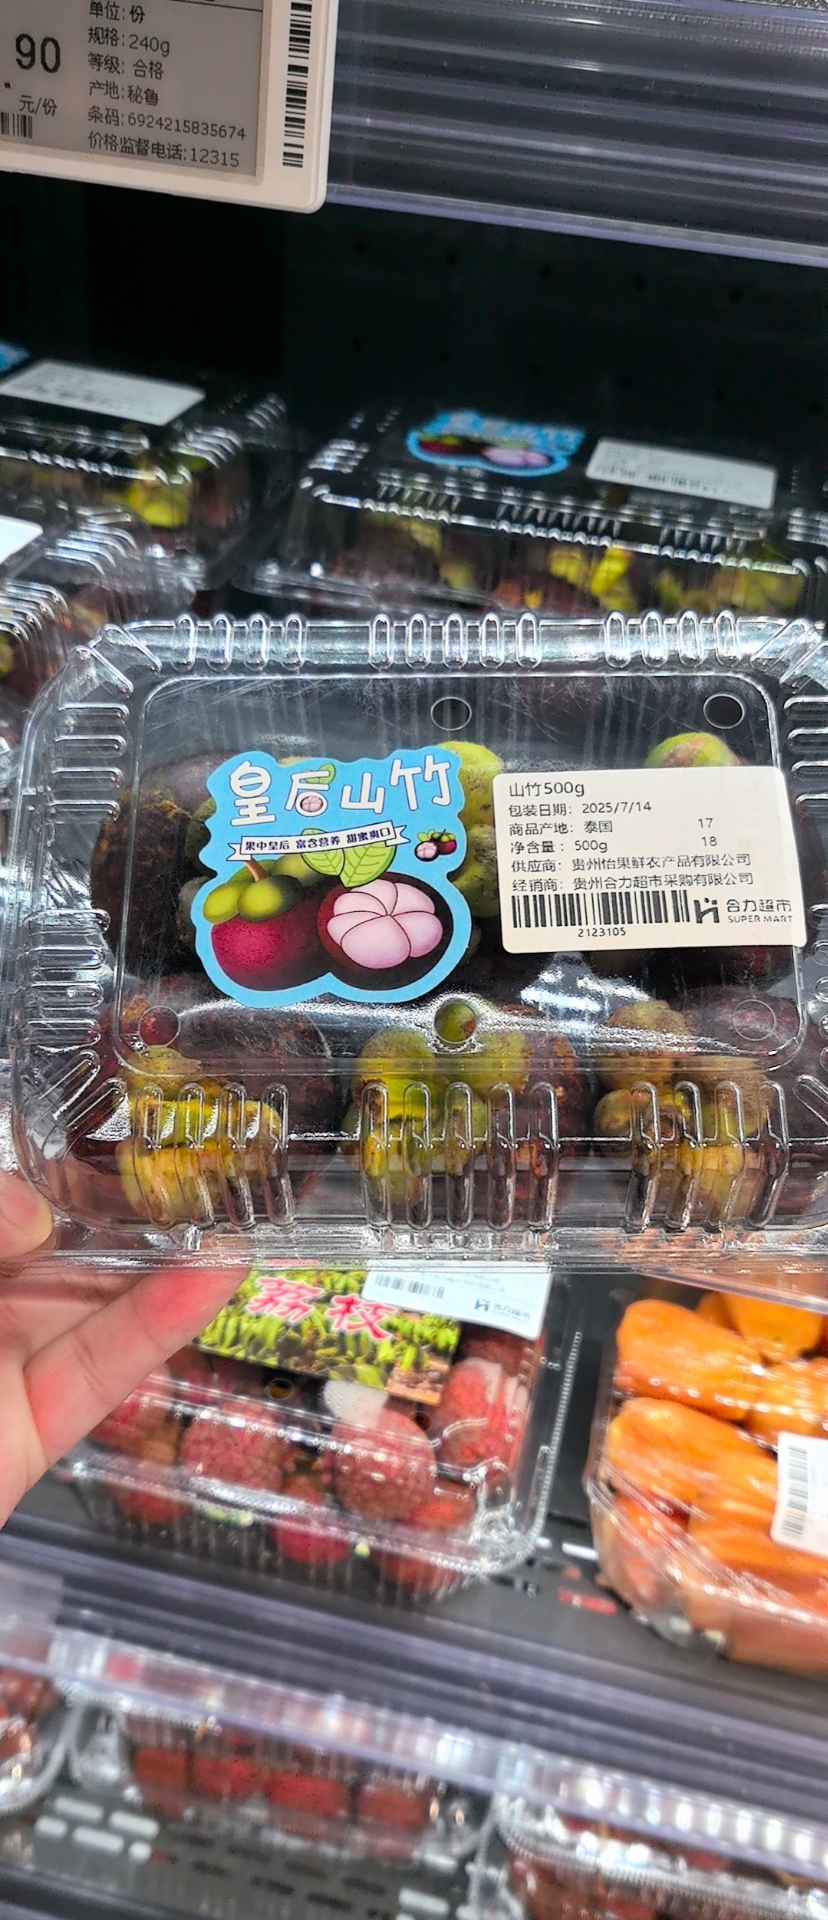 单位: 份
规格: 240g
90
等级: 合格
产地: 秘鲁
元/份
条码: 6924215835674
价格监督电话: 12315
皇后山竹
果中皇后 富含营养 甜蜜爽口
山竹500g
包装日期: 2025/7/14
商品产地: 泰国 17
净含量: 500g 18
供应商: 贵州怡果鲜农产品有限公司
经销商: 贵州合力超市采购有限公司
合力超市
SUPER MART
2123105
荔枝
合力超市